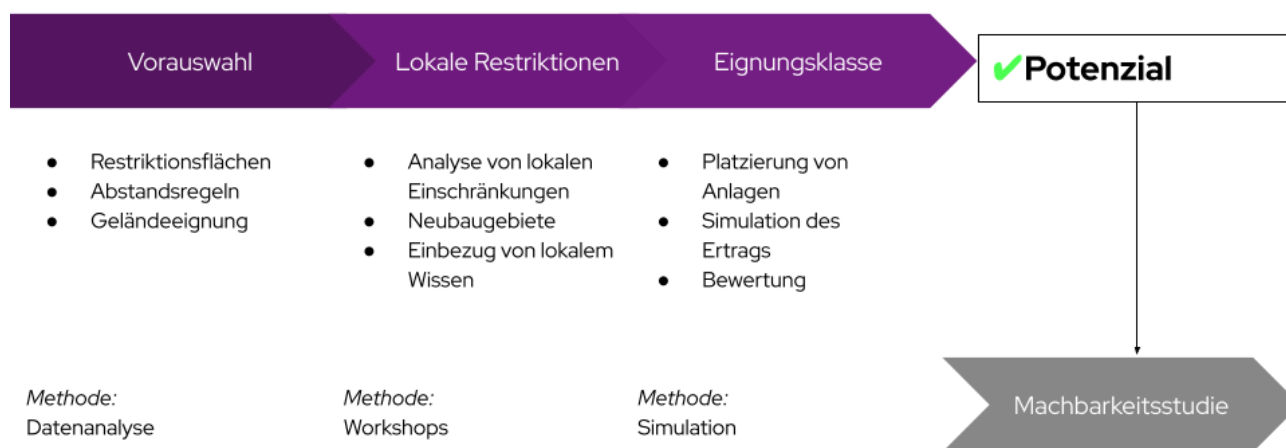 Vorauswahl
Lokale Restriktionen
Eignungsklasse
✔Potenzial
● Restriktionsflächen
● Abstandsregeln
● Geländeeignung
● Analyse von lokalen
Einschränkungen
● Neubaugebiete
● Einbezug von lokalem
Wissen
● Platzierung von
Anlagen
● Simulation des
Ertrags
● Bewertung
Methode:
Datenanalyse
Methode:
Workshops
Methode:
Simulation
Machbarkeitsstudie